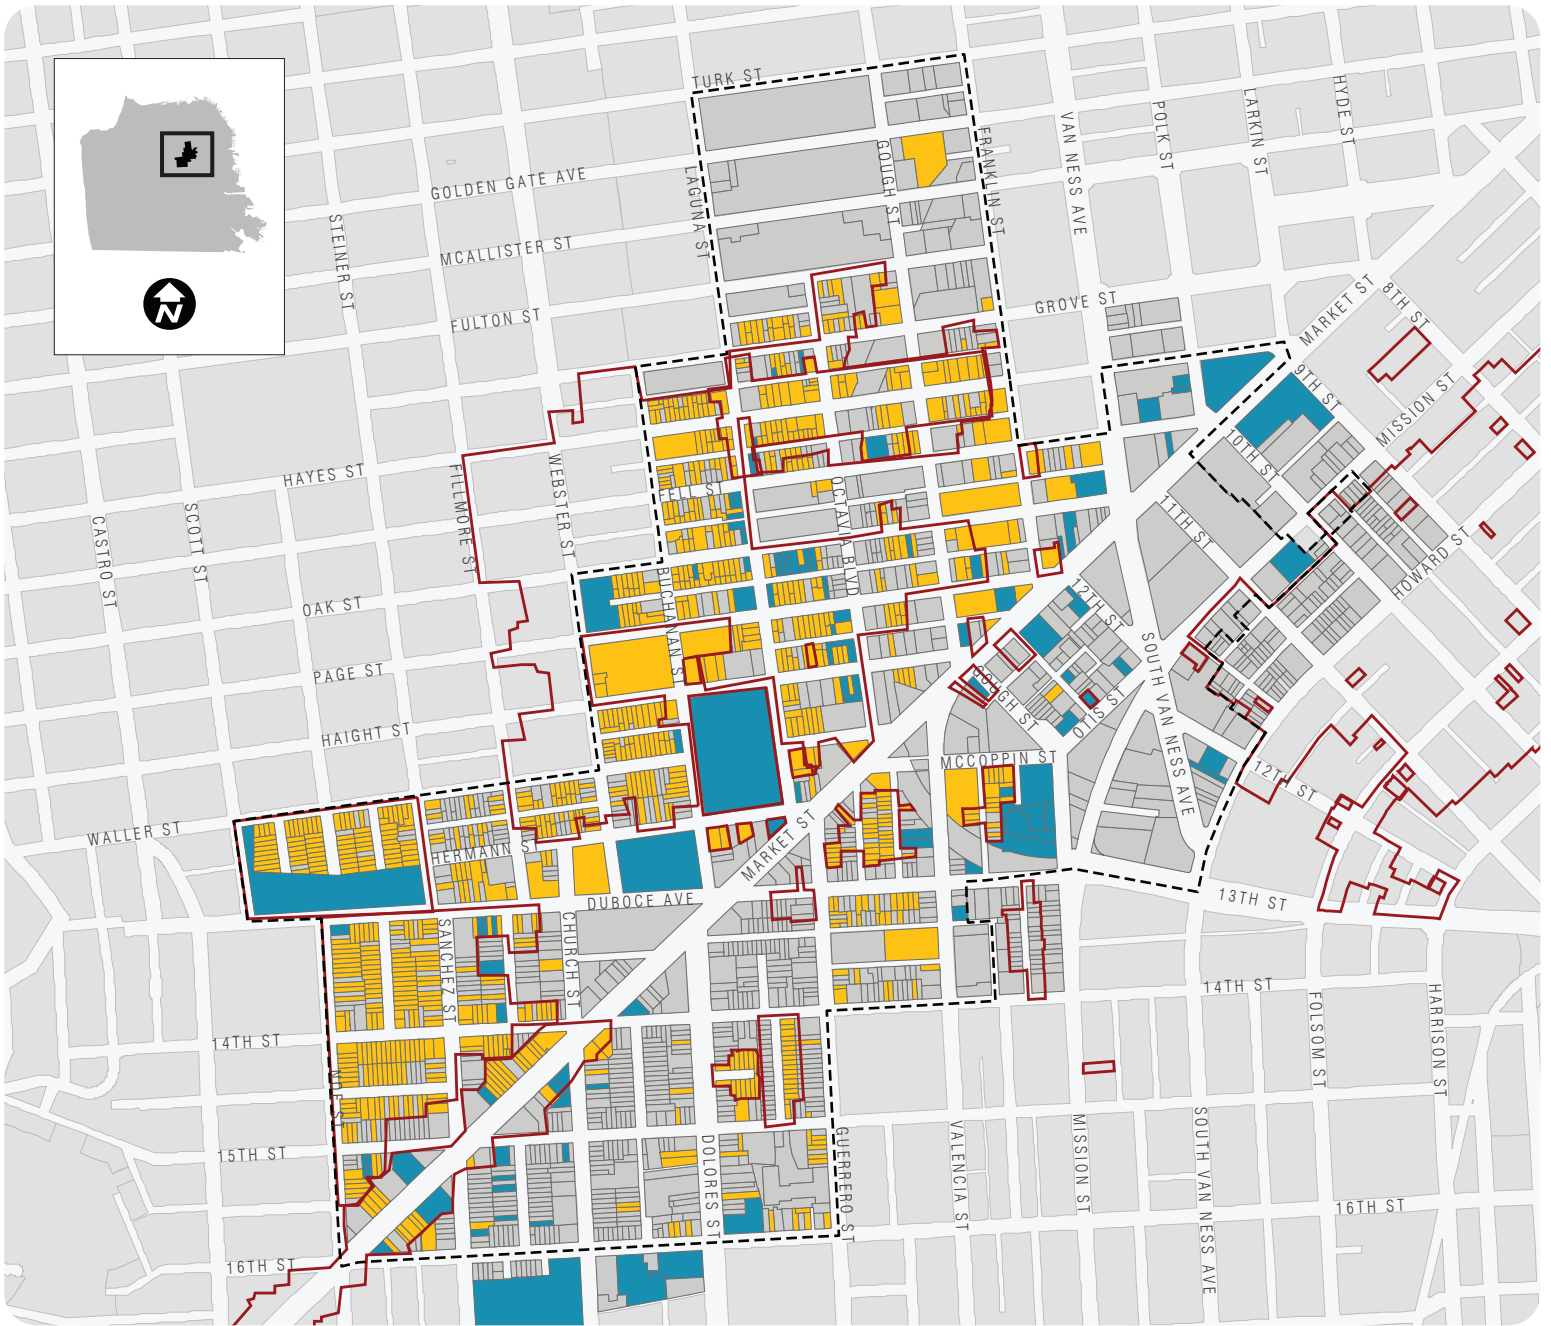 TURK ST
GOLDEN GATE AVE
MCALLISTER ST
FULTON ST
STEINER ST
LAGUNA ST
GOUGH ST
FRANKLIN ST
VAN NESS AVE
POLK ST
LARKIN ST
HYDE ST
N
GROVE ST
MARKET ST
8TH ST
9TH ST
MISSION ST
10TH ST
HAYES ST
FILLMORE ST
WEBSTER ST
FELL ST
OCTAVIA BLVD
11TH ST
CASTRO ST
SCOTT ST
HOWARD ST
OAK ST
BUCHANAN ST
12TH ST
PAGE ST
GOUGH ST
OTIS ST
SOUTH VAN NESS AVE
HAIGHT ST
MCCOPPIN ST
12TH ST
WALLER ST
HERMANN ST
MARKET ST
DUBOCE AVE
13TH ST
SANCHEZ ST
CHURCH ST
14TH ST
14TH ST
FOLSOM ST
HARRISON ST
NOE ST
15TH ST
DOLORES ST
GUERRERO ST
VALENCIA ST
MISSION ST
SOUTH VAN NESS AVE
16TH ST
16TH ST